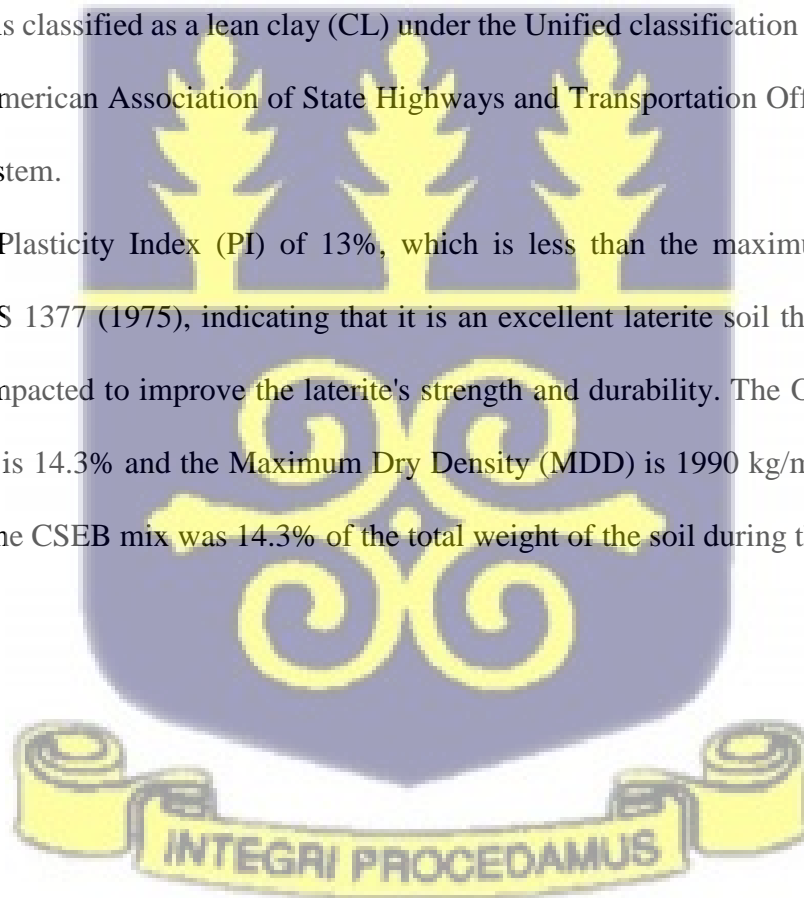 is classified as a lean clay (CL) under the Unified classification
merican Association of State Highways and Transportation Off
stem.
Plasticity Index (PI) of 13%, which is less than the maximu
S 1377 (1975), indicating that it is an excellent laterite soil th
mpacted to improve the laterite's strength and durability. The
is 14.3% and the Maximum Dry Density (MDD) is 1990 kg/m
he CSEB mix was 14.3% of the total weight of the soil during t
INTEGRI PROCEDAMUS